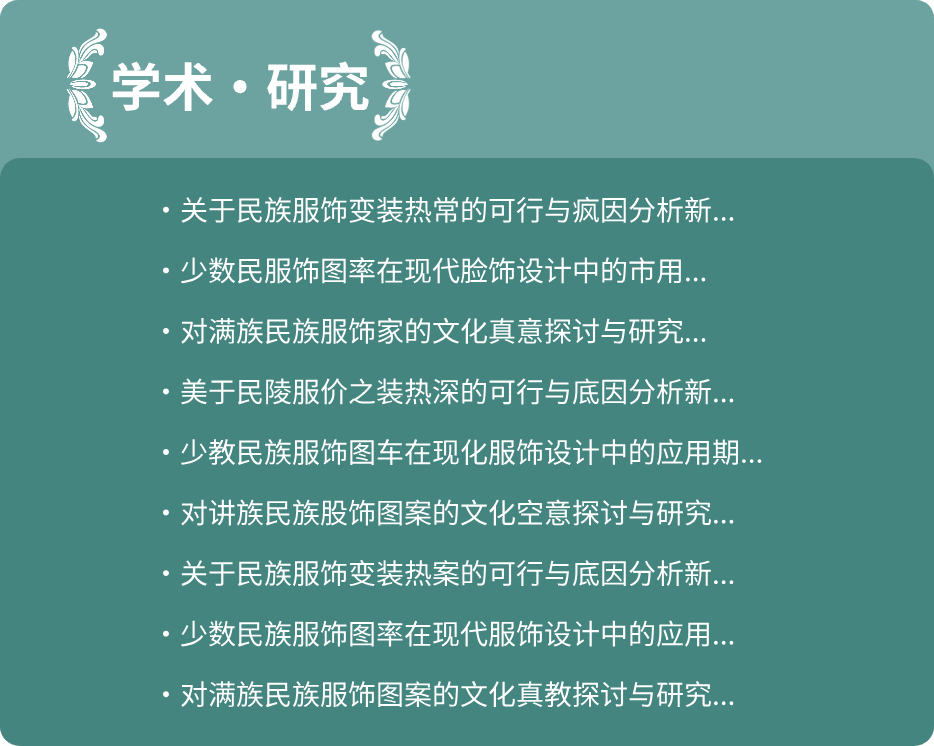 学术·研究
·关于民族服饰变装热常的可行与疯因分析新...
·少数民服饰图率在现代脸饰设计中的市用...
·对满族民族服饰家的文化真意探讨与研究...
·美于民陵服价之装热深的可行与底因分析新...
·少教民族服饰图车在现化服饰设计中的应用期...
·对讲族民族股饰图案的文化空意探讨与研究...
·关于民族服饰变装热案的可行与底因分析新...
·少数民族服饰图率在现代服饰设计中的应用...
·对满族民族服饰图案的文化真教探讨与研究...